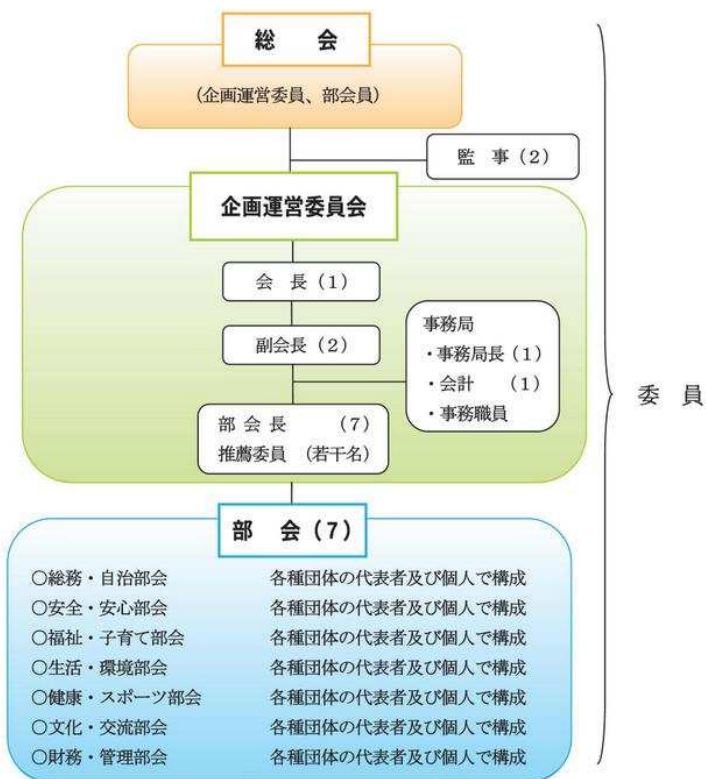 総　会
(企画運営委員、部会員)
監　事（２）
企画運営委員会
会　長（１）
副会長（２）
事務局
・事務局長（１）
・会計　（１）
・事務職員
部 会 長　　（７）
推薦委員　（若干名）
委　員
部　会（７）
○総務・自治部会　各種団体の代表者及び個人で構成
○安全・安心部会　各種団体の代表者及び個人で構成
○福祉・子育て部会　各種団体の代表者及び個人で構成
○生活・環境部会　各種団体の代表者及び個人で構成
○健康・スポーツ部会　各種団体の代表者及び個人で構成
○文化・交流部会　各種団体の代表者及び個人で構成
○財務・管理部会　各種団体の代表者及び個人で構成